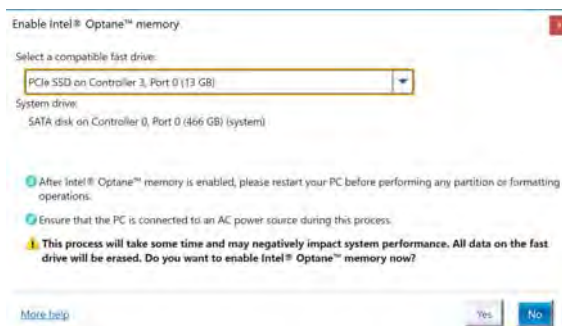 Enable Intel® Optane™ memory
Select a compatible fast drive:
PCIe SSD on Controller 3, Port 0 (13 GB)
System drive:
SATA disk on Controller 0, Port 0 (466 GB) (system)
After Intel® Optane™ memory is enabled, please restart your PC before performing any partition or formatting
operations.
Ensure that the PC is connected to an AC power source during this process.
This process will take some time and may negatively impact system performance. All data on the fast
drive will be erased. Do you want to enable Intel® Optane™ memory now?
More help
Yes
No